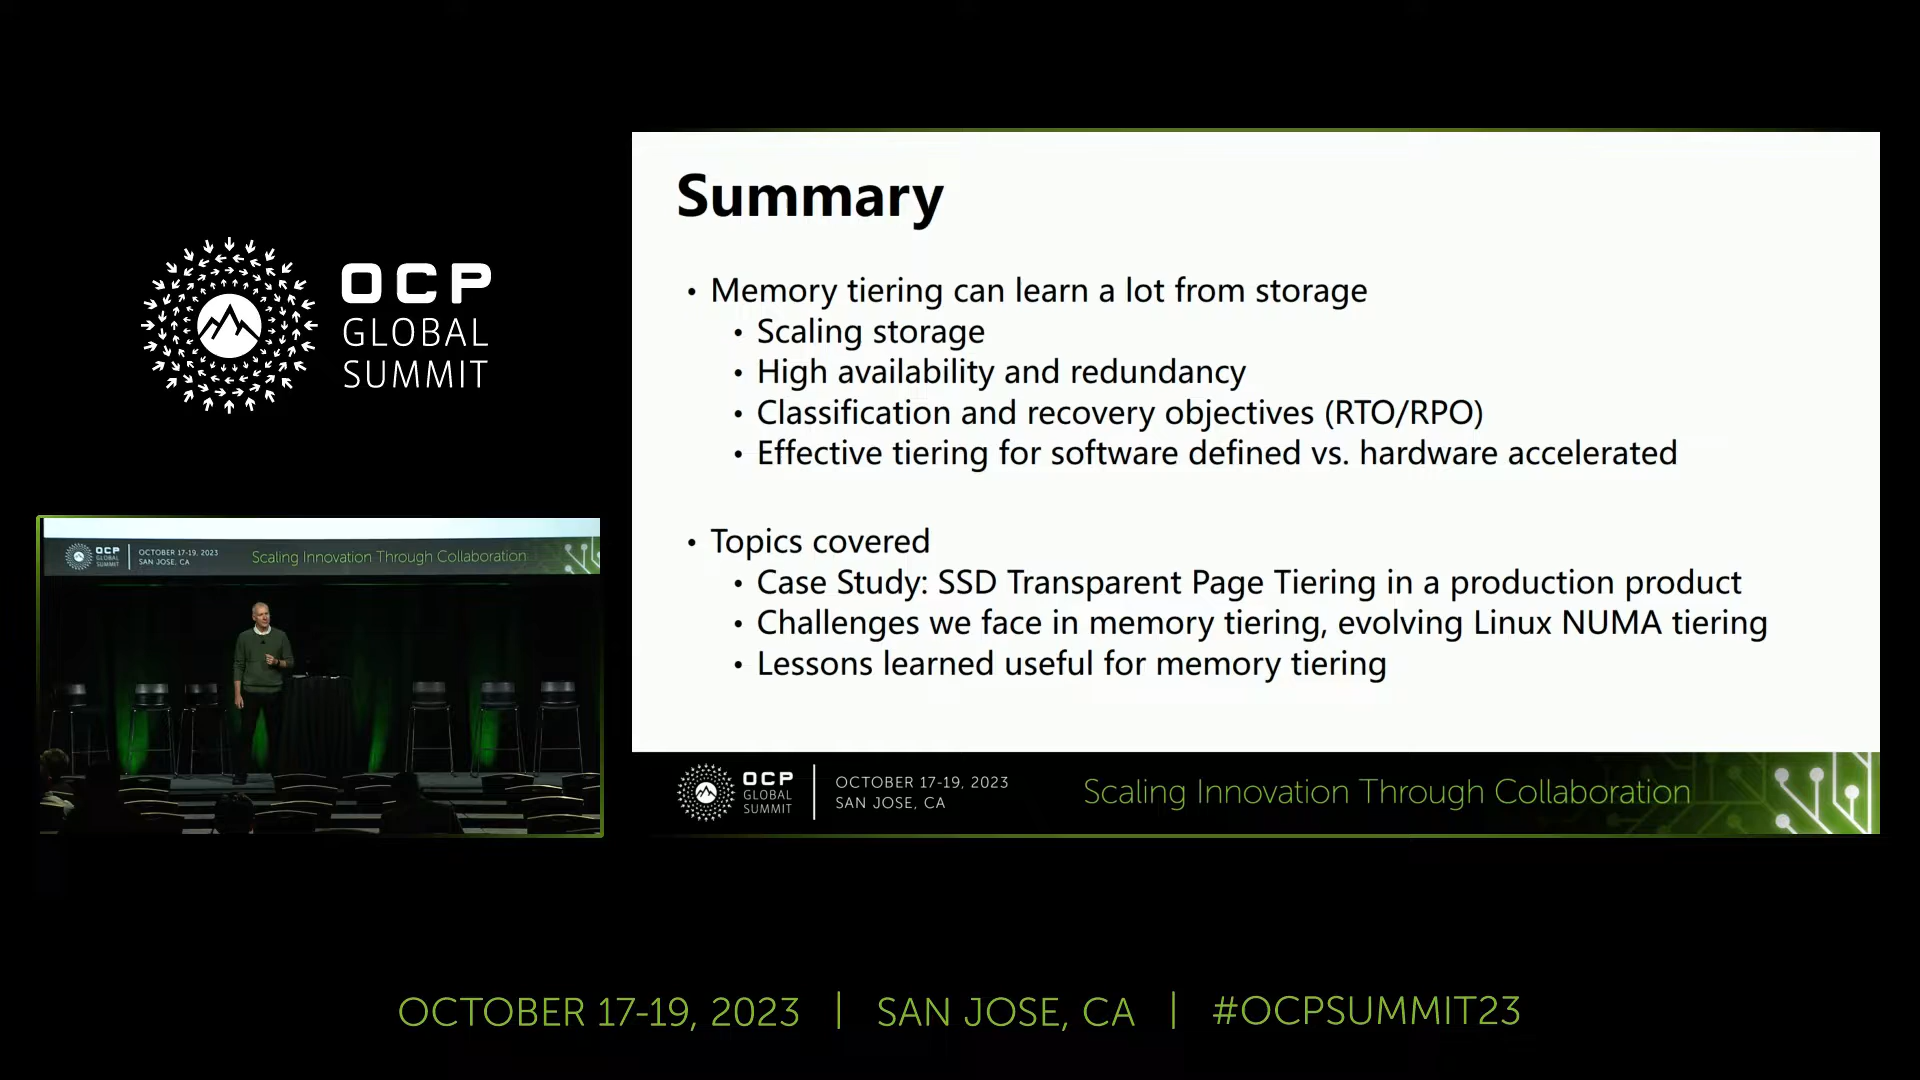 OCP
GLOBAL
SUMMIT
OCP
GLOBAL
SUMMIT
OCTOBER 17-19, 2023
SAN JOSE, CA
Scaling Innovation Through Collaboration
Summary
• Memory tiering can learn a lot from storage
• Scaling storage
• High availability and redundancy
• Classification and recovery objectives (RTO/RPO)
• Effective tiering for software defined vs. hardware accelerated
• Topics covered
• Case Study: SSD Transparent Page Tiering in a production product
• Challenges we face in memory tiering, evolving Linux NUMA tiering
• Lessons learned useful for memory tiering
OCP
GLOBAL
SUMMIT
OCTOBER 17-19, 2023
SAN JOSE, CA
Scaling Innovation Through Collaboration
OCTOBER 17-19, 2023 | SAN JOSE, CA | #OCPSUMMIT23